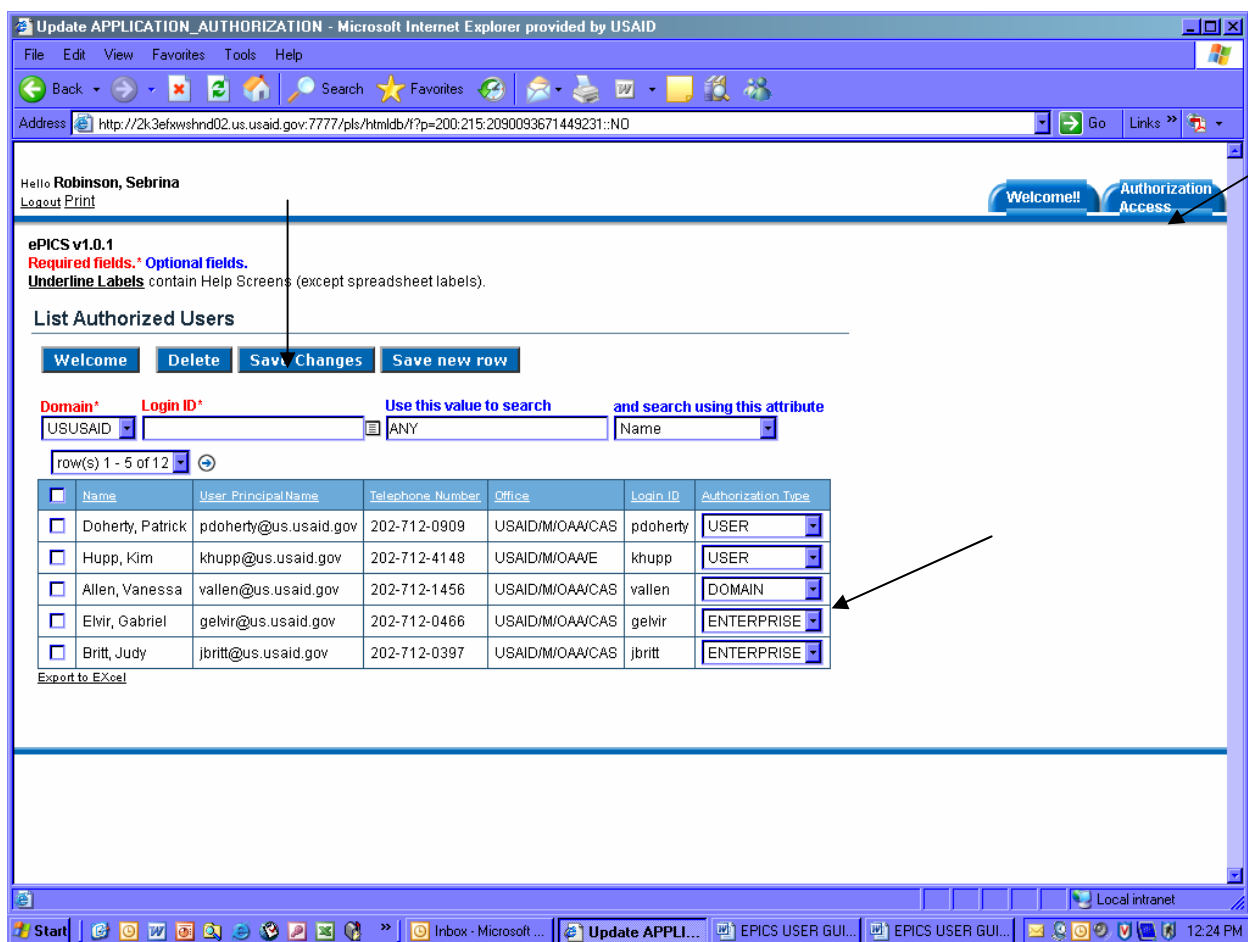 Update APPLICATION_AUTHORIZATION - Microsoft Internet Explorer provided by USAID
File Edit View Favorites Tools Help
Back Search Favorites
Address http://2k3efxwshnd02.us.usaid.gov:7777/pls/htmldb/f?p=200:215:2090093671449231::NO Go Links »
Hello Robinson, Sebrina
Logout Print
Welcome!! Authorization Access
ePICS v1.0.1
Required fields.* Optional fields.
Underline Labels contain Help Screens (except spreadsheet labels).
List Authorized Users
Welcome Delete Save Changes Save new row
Domain* Login ID* Use this value to search and search using this attribute
USUSAID ANY Name
row(s) 1 - 5 of 12
Name User Principal Name Telephone Number Office Login ID Authorization Type
Doherty, Patrick pdoherty@us.usaid.gov 202-712-0909 USAID/M/OAA/CAS pdoherty USER
Hupp, Kim khupp@us.usaid.gov 202-712-4148 USAID/M/OAA/E khupp USER
Allen, Vanessa vallen@us.usaid.gov 202-712-1456 USAID/M/OAA/CAS vallen DOMAIN
Elvir, Gabriel gelvir@us.usaid.gov 202-712-0466 USAID/M/OAA/CAS gelvir ENTERPRISE
Britt, Judy jbritt@us.usaid.gov 202-712-0397 USAID/M/OAA/CAS jbritt ENTERPRISE
Export to EXcel
Local intranet
Start » Inbox - Microsoft ... Update APPLI... EPICS USER GUI... EPICS USER GUI... 12:24 PM